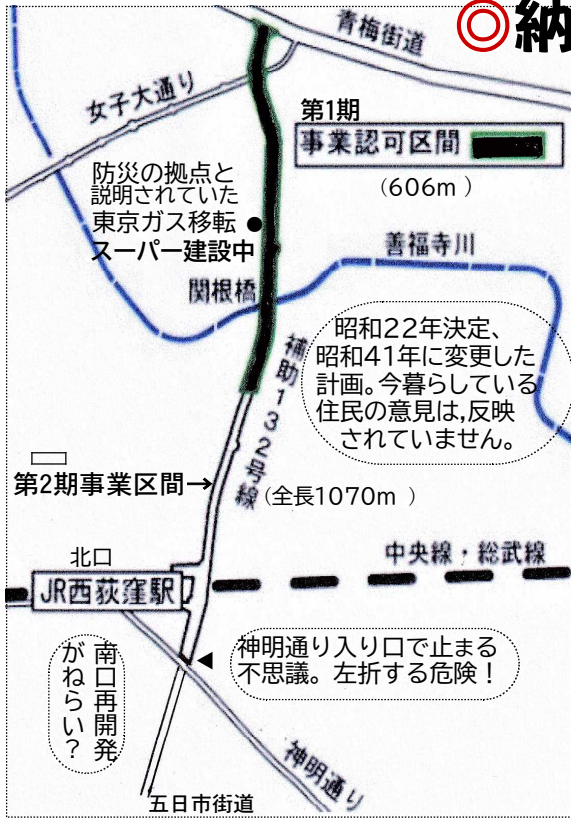 ◎納
青梅街道
女子大通り
第1期
事業認可区間
(606m )
防災の拠点と
説明されていた
東京ガス移転●
スーパー建設中
善福寺川
関根橋
昭和22年決定、
昭和41年に変更した
計画。今暮らしている
住民の意見は,反映
されていません。
補助132号線
(全長1070m )
第2期事業区間→
北口
中央線・総武線
JR西荻窪駅
神明通り入り口で止まる
不思議。左折する危険!
南口再開発
がねらい?
神明通り
五日市街道